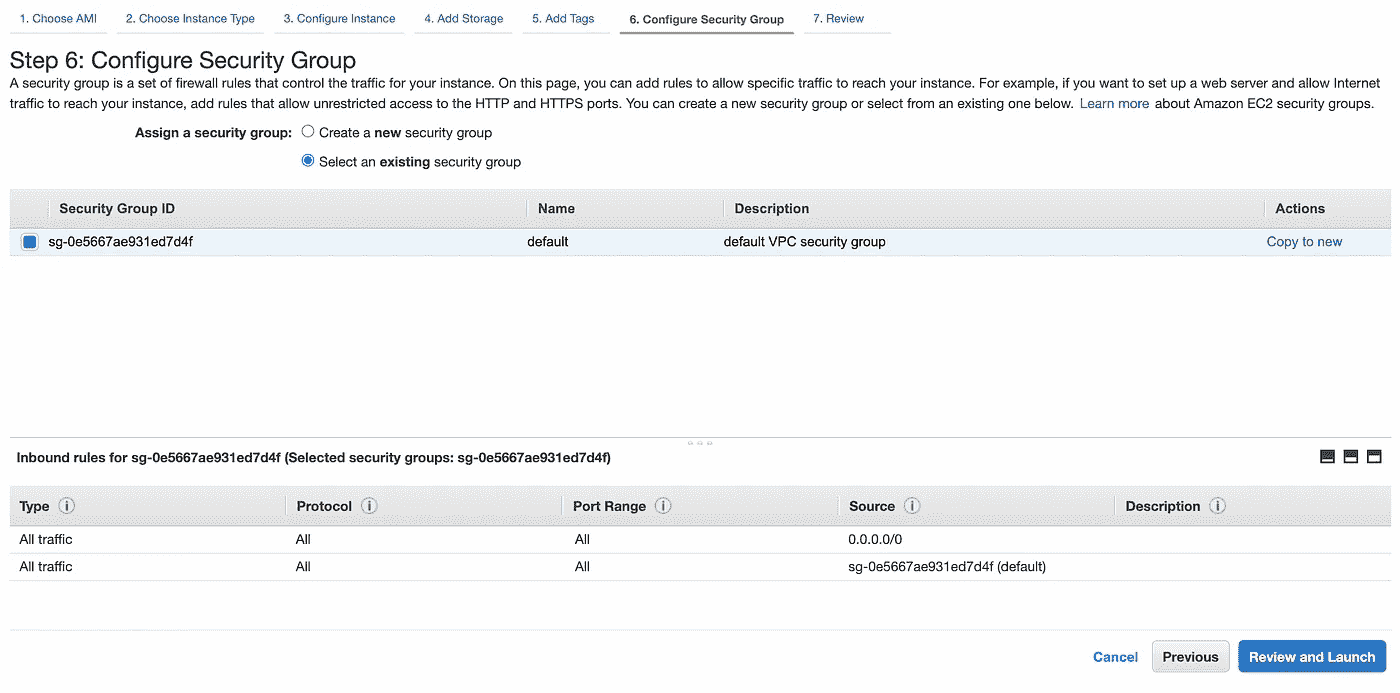 1. Choose AMI 2. Choose Instance Type 3. Configure Instance 4. Add Storage 5. Add Tags 6. Configure Security Group 7. Review
Step 6: Configure Security Group
A security group is a set of firewall rules that control the traffic for your instance. On this page, you can add rules to allow specific traffic to reach your instance. For example, if you want to set up a web server and allow Internet
traffic to reach your instance, add rules that allow unrestricted access to the HTTP and HTTPS ports. You can create a new security group or select from an existing one below. Learn more about Amazon EC2 security groups.
Assign a security group: Create a new security group
Select an existing security group
Security Group ID Name Description Actions
sg-0e5667ae931ed7d4f default default VPC security group Copy to new
Inbound rules for sg-0e5667ae931ed7d4f (Selected security groups: sg-0e5667ae931ed7d4f)
Type i Protocol i Port Range i Source i Description i
All traffic All All 0.0.0.0/0
All traffic All All sg-0e5667ae931ed7d4f (default)
Cancel Previous Review and Launch